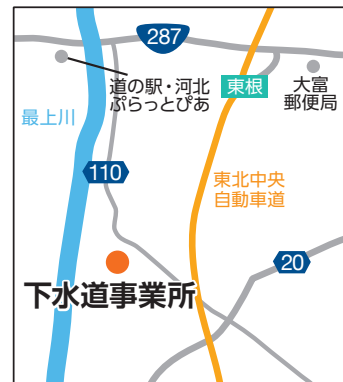 287
道の駅・河北
ぷらっとぴあ
東根
大富
郵便局
最上川
110
東北中央
自動車道
20
下水道事業所